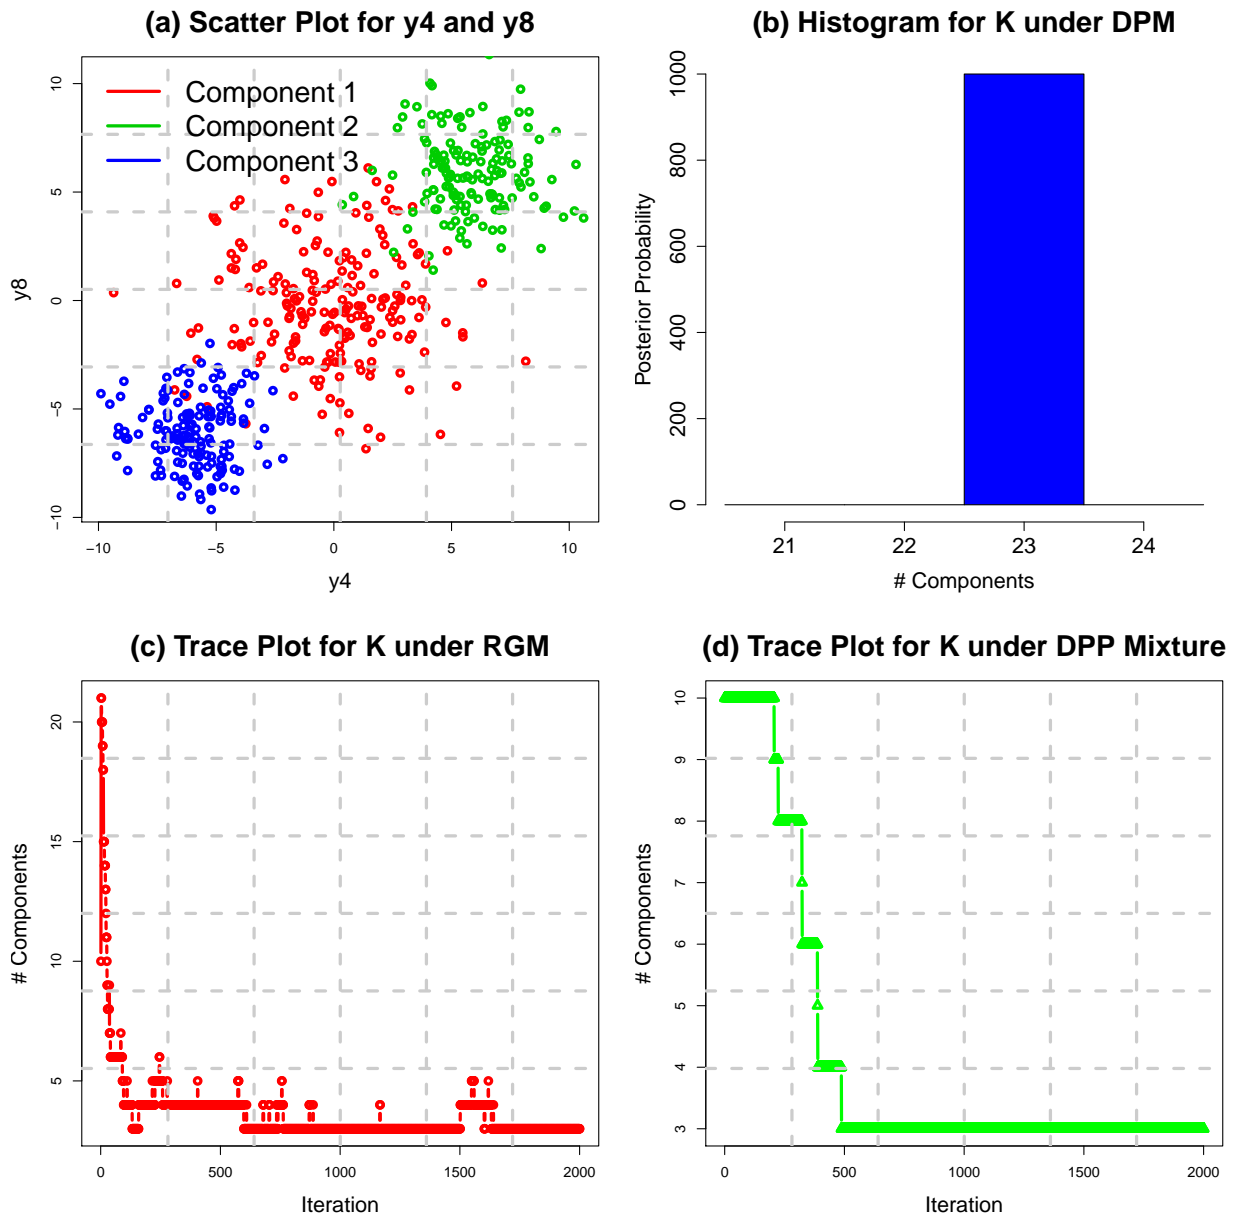 (a) Scatter Plot for y4 and y8
Component 1
Component 2
Component 3
10
5
0
−5
−10
y8
−10 −5 0 5 10
y4
(b) Histogram for K under DPM
1000
800
600
400
200
0
Posterior Probability
21 22 23 24
# Components
(c) Trace Plot for K under RGM
20
15
10
5
# Components
0 500 1000 1500 2000
Iteration
(d) Trace Plot for K under DPP Mixture
10
9
8
7
6
5
4
3
# Components
0 500 1000 1500 2000
Iteration